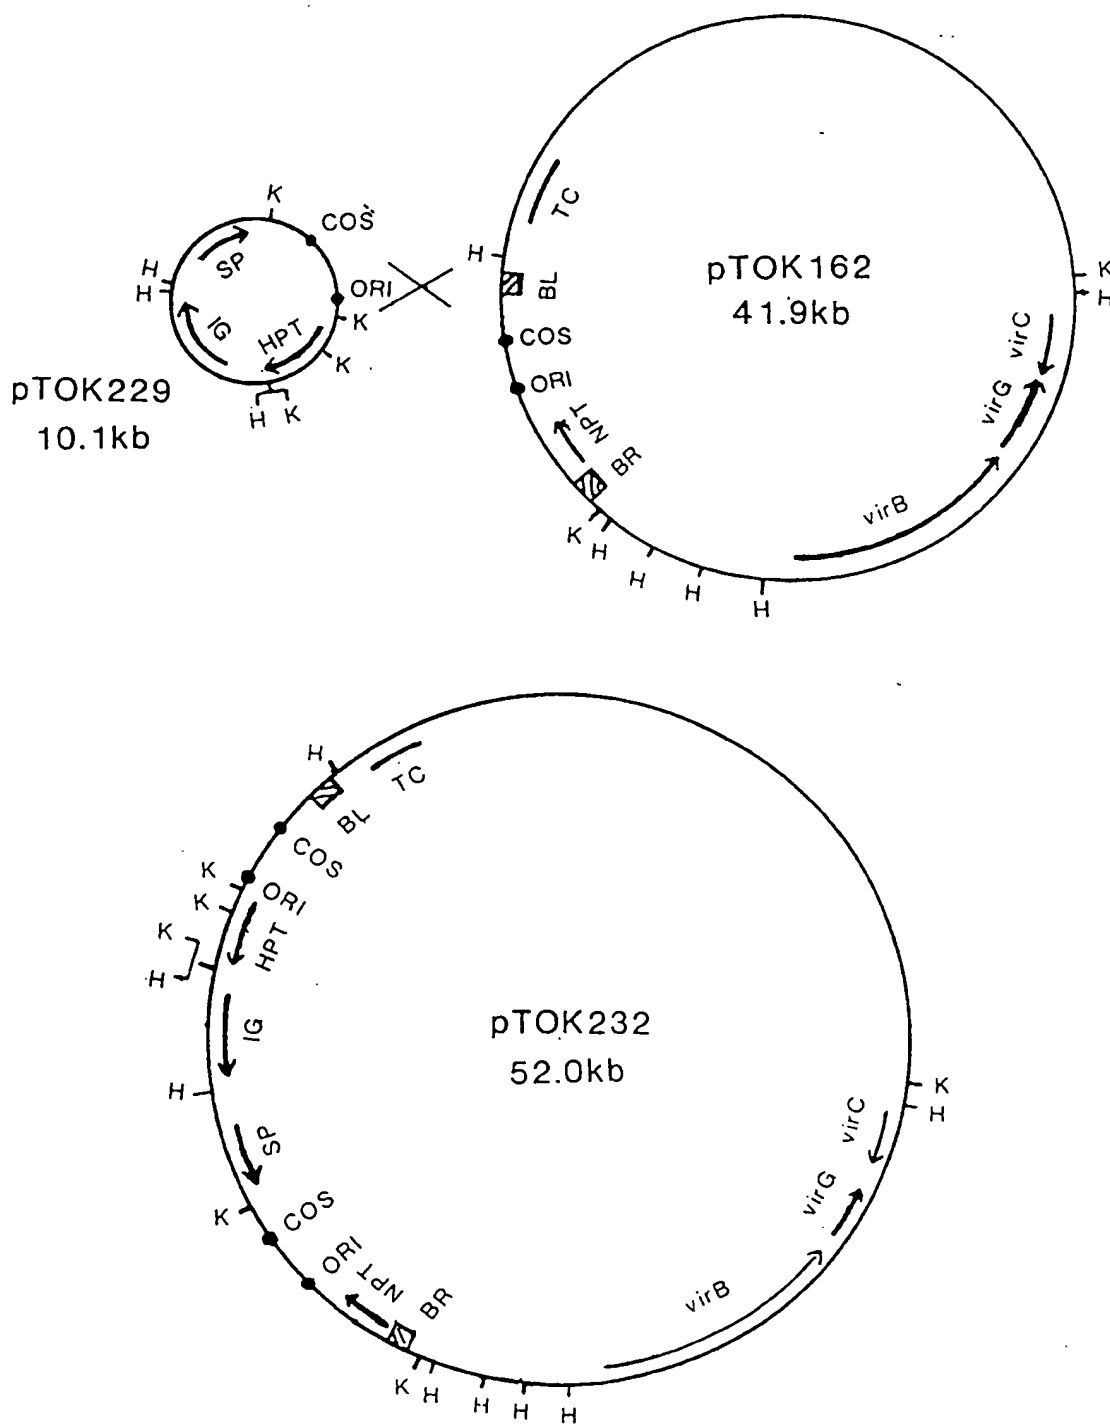 K
COS
SP
H
H
ORI
K
IG
HPT
K
H
K
pTOK229
10.1kb
TC
H
BL
COS
ORI
NPT
BR
K
H
H
H
H
pTOK162
41.9kb
K
H
virC
virG
virB
H
TC
BL
COS
K
ORI
K
HPT
K
H
IG
H
SP
K
COS
ORI
NPT
BR
K
H
H
H
H
pTOK232
52.0kb
K
H
virC
virG
virB